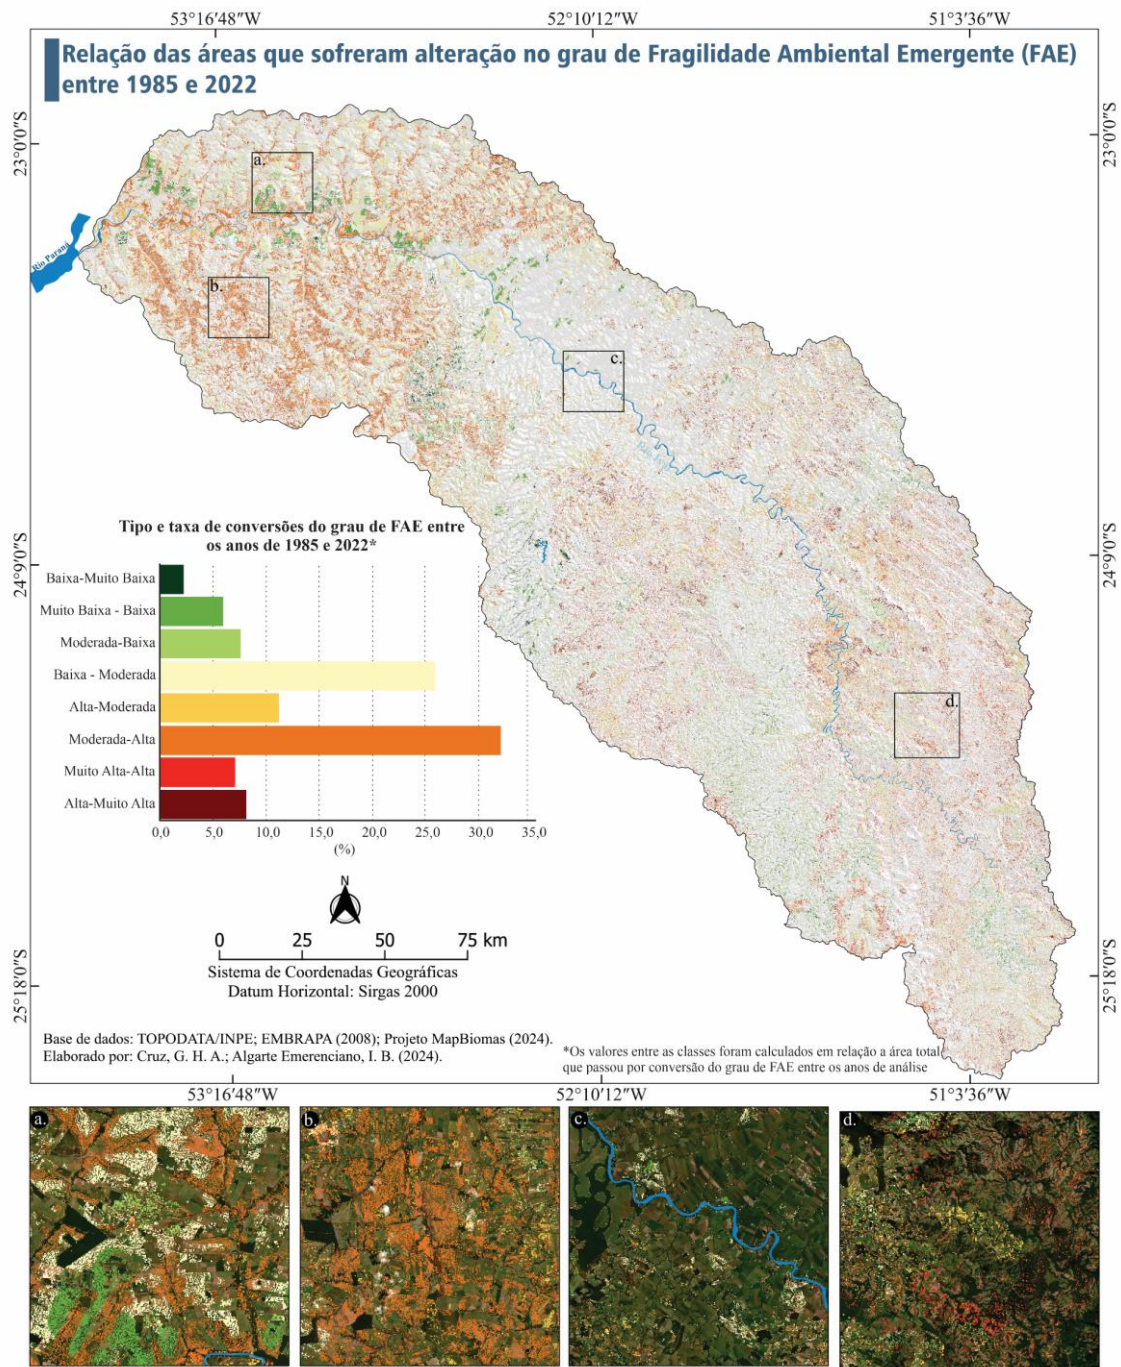 53°16'48"W 52°10'12"W 51°3'36"W
Relação das áreas que sofreram alteração no grau de Fragilidade Ambiental Emergente (FAE)
entre 1985 e 2022
23°0'0"S
23°0'0"S
a.
Rio Paraná
b.
c.
Tipo e taxa de conversões do grau de FAE entre
os anos de 1985 e 2022*
24°9'0"S
24°9'0"S
Baixa-Muito Baixa
Muito Baixa - Baixa
Moderada-Baixa
Baixa - Moderada
Alta-Moderada
Moderada-Alta
Muito Alta-Alta
Alta-Muito Alta
0,0 5,0 10,0 15,0 20,0 25,0 30,0 35,0
(%)
d.
N
0 25 50 75 km
Sistema de Coordenadas Geográficas
Datum Horizontal: Sirgas 2000
25°18'0"S
25°18'0"S
Base de dados: TOPODATA/INPE; EMBRAPA (2008); Projeto MapBiomas (2024).
Elaborado por: Cruz, G. H. A.; Algarte Emerenciano, I. B. (2024).
*Os valores entre as classes foram calculados em relação a área total
que passou por conversão do grau de FAE entre os anos de análise
53°16'48"W 52°10'12"W 51°3'36"W
a. b. c. d.